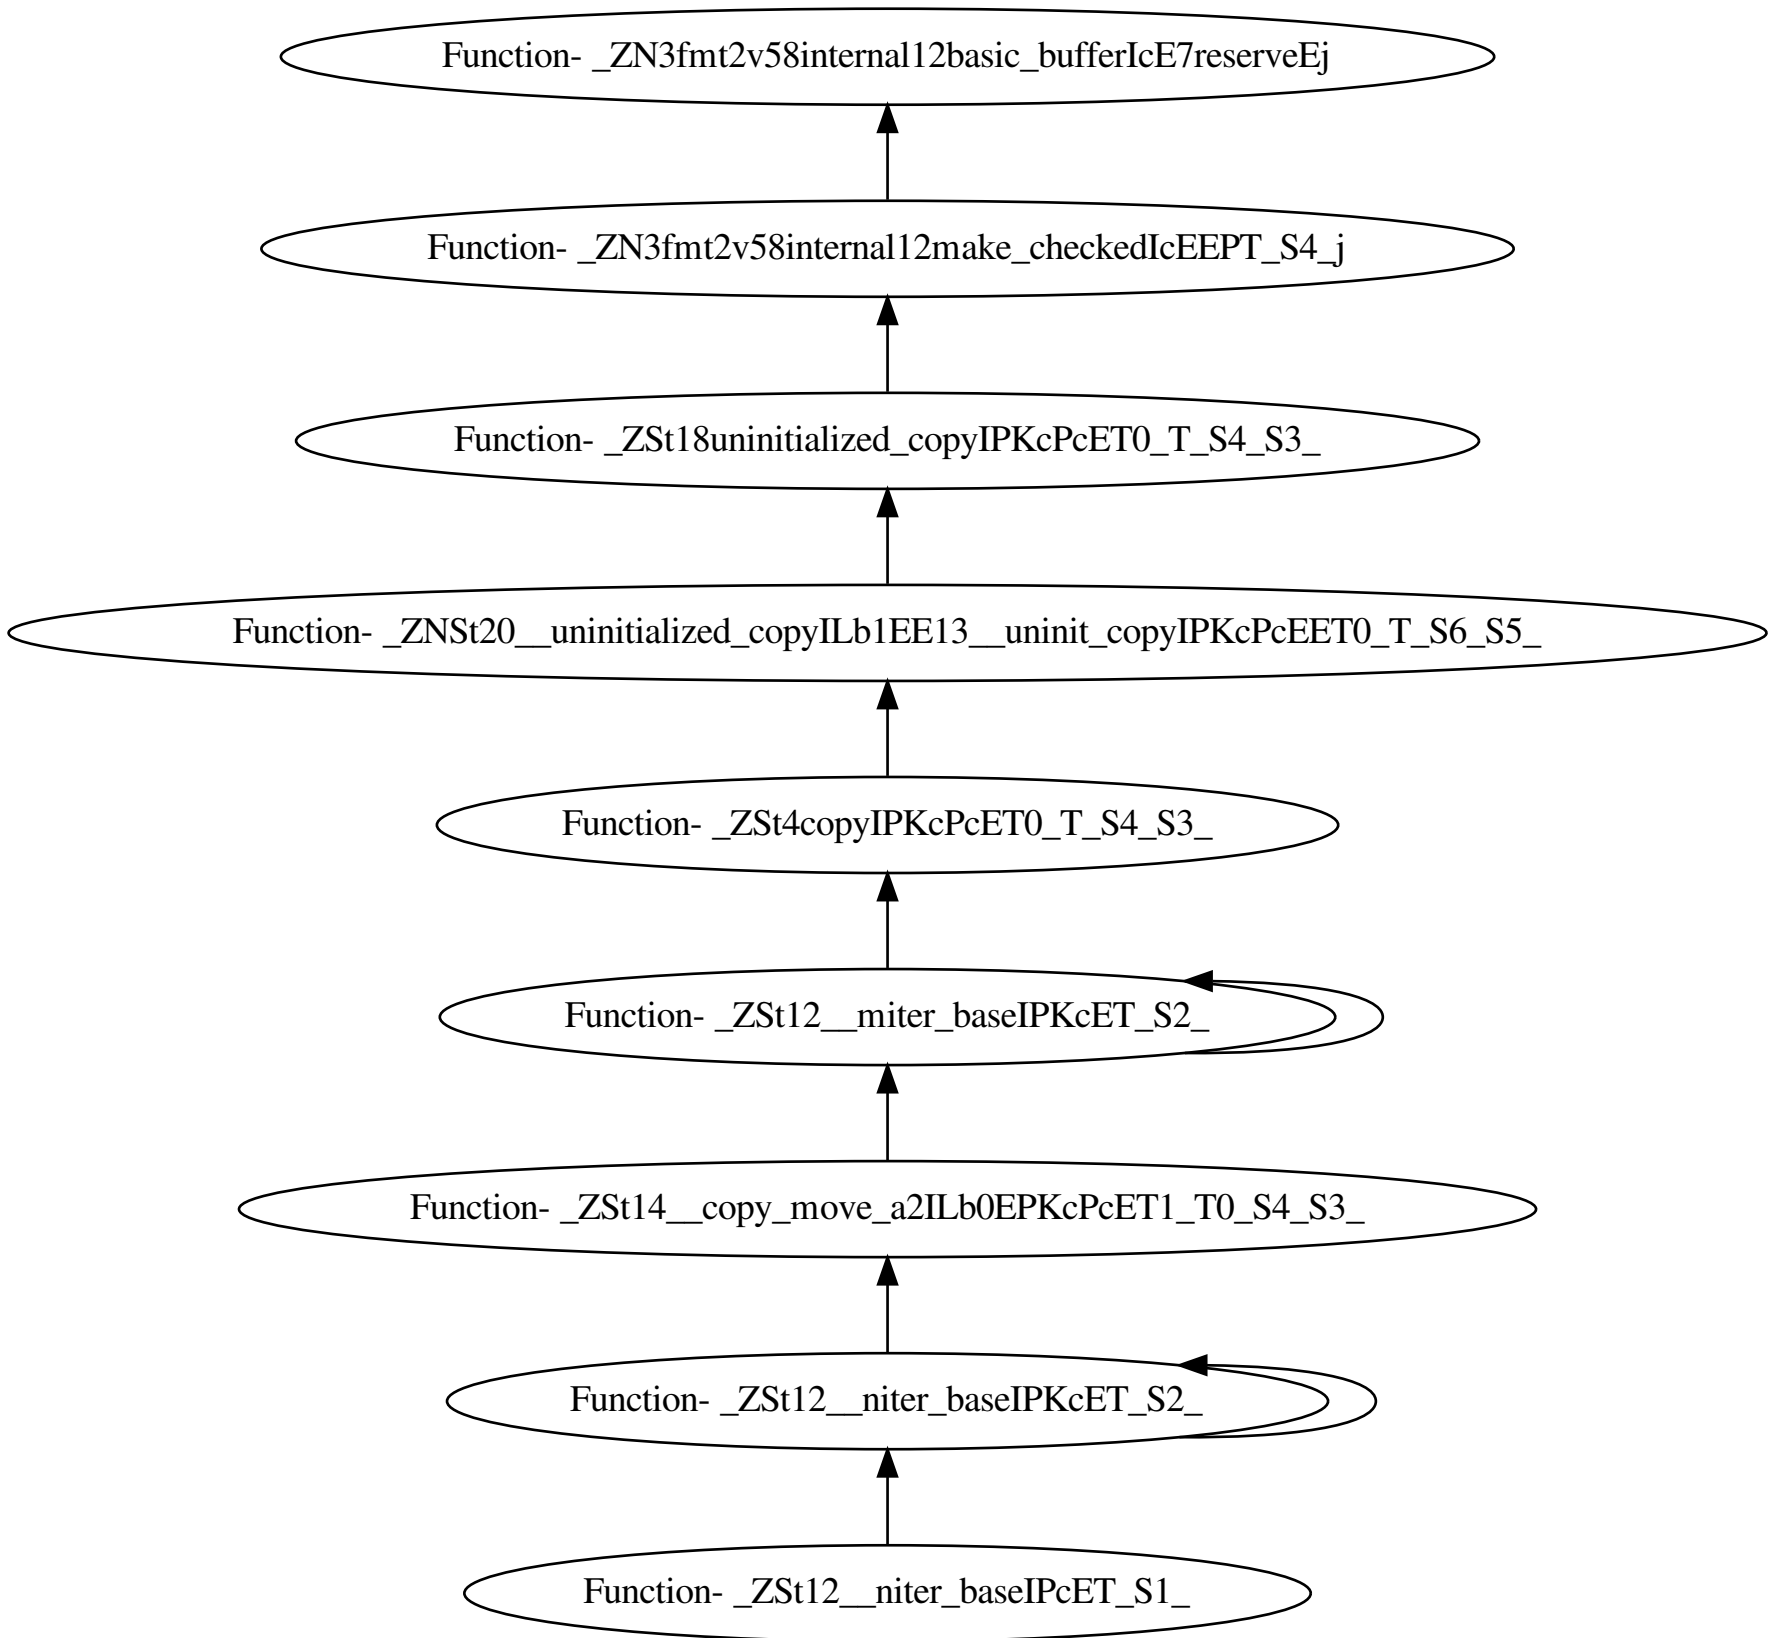 Function- _ZN3fmt2v58internal12basic_bufferIcE7reserveEj
Function- _ZN3fmt2v58internal12make_checkedIcEEPT_S4_j
Function- _ZSt18uninitialized_copyIPKcPcET0_T_S4_S3_
Function- _ZNSt20__uninitialized_copyILb1EE13__uninit_copyIPKcPcEET0_T_S6_S5_
Function- _ZSt4copyIPKcPcET0_T_S4_S3_
Function- _ZSt12__miter_baseIPKcET_S2_
Function- _ZSt14__copy_move_a2ILb0EPKcPcET1_T0_S4_S3_
Function- _ZSt12__niter_baseIPKcET_S2_
Function- _ZSt12__niter_baseIPcET_S1_